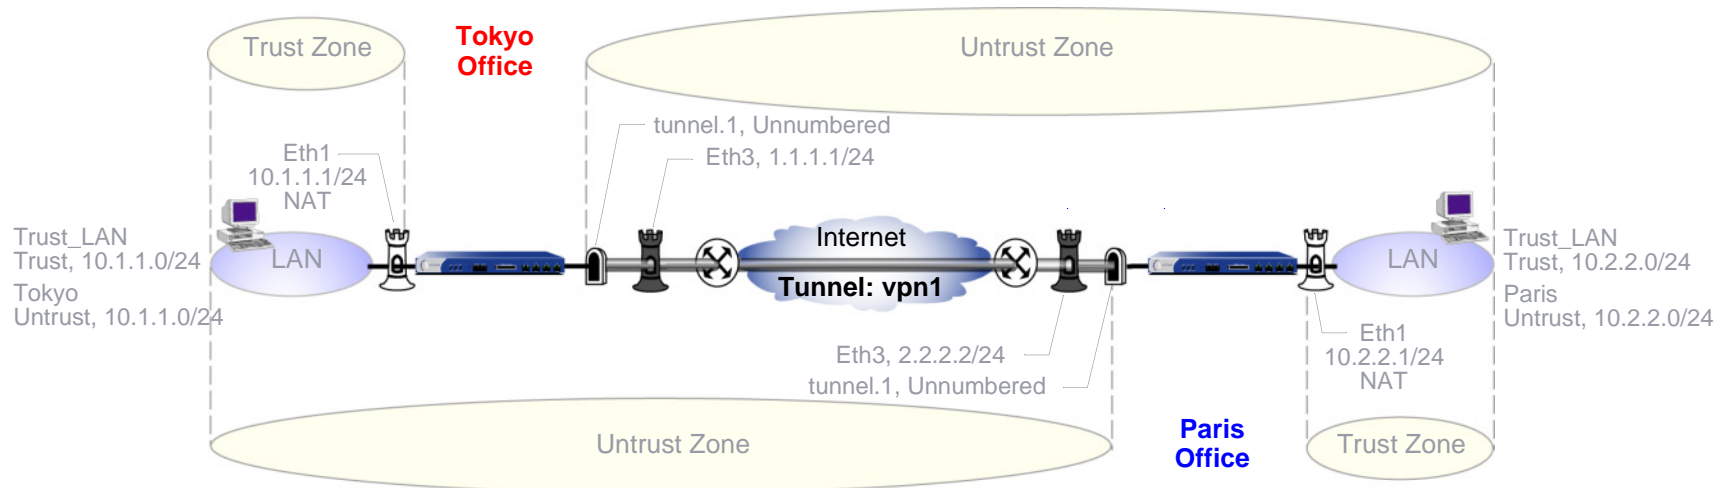 Trust Zone
Tokyo
Office
Untrust Zone
tunnel.1, Unnumbered
Eth3, 1.1.1.1/24
Eth1
10.1.1.1/24
NAT
Trust_LAN
Trust, 10.1.1.0/24
Tokyo
Untrust, 10.1.1.0/24
LAN
Internet
Tunnel: vpn1
LAN
Trust_LAN
Trust, 10.2.2.0/24
Paris
Untrust, 10.2.2.0/24
Eth3, 2.2.2.2/24
tunnel.1, Unnumbered
Eth1
10.2.2.1/24
NAT
Untrust Zone
Paris
Office
Trust Zone